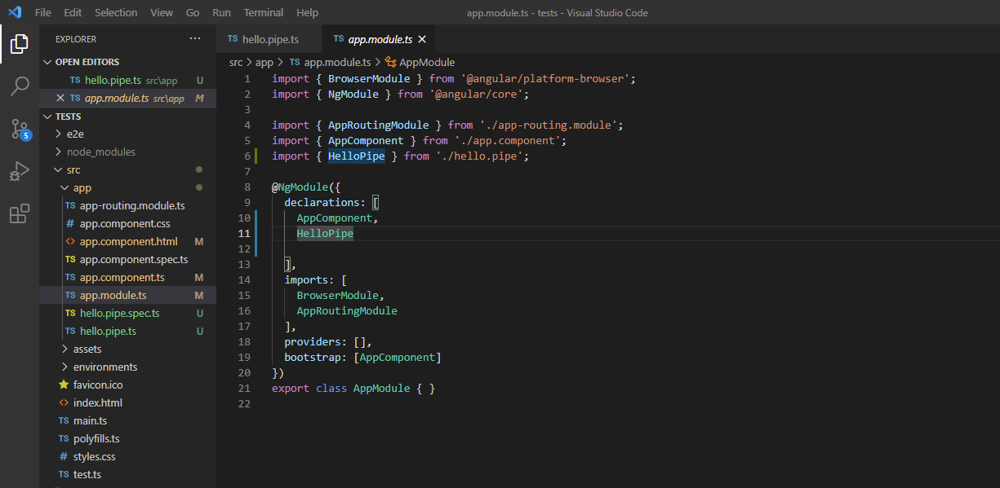 File Edit Selection View Go Run Terminal Help
app.module.ts - tests - Visual Studio Code
EXPLORER ...
OPEN EDITORS
TS hello.pipe.ts src\app U
TS app.module.ts src\app M
TESTS
e2e
node_modules
src
app
TS app-routing.module.ts
# app.component.css
<> app.component.html M
TS app.component.spec.ts
TS app.component.ts M
TS app.module.ts M
TS hello.pipe.spec.ts U
TS hello.pipe.ts U
assets
environments
favicon.ico
<> index.html
TS main.ts
TS polyfills.ts
# styles.css
TS test.ts
5
TS hello.pipe.ts
TS app.module.ts
src > app > TS app.module.ts > AppModule
1 import { BrowserModule } from '@angular/platform-browser';
2 import { NgModule } from '@angular/core';
3
4 import { AppRoutingModule } from './app-routing.module';
5 import { AppComponent } from './app.component';
6 import { HelloPipe } from './hello.pipe';
7
8 @NgModule({
9 declarations: [
10 AppComponent,
11 HelloPipe
12
13 ],
14 imports: [
15 BrowserModule,
16 AppRoutingModule
17 ],
18 providers: [],
19 bootstrap: [AppComponent]
20 })
21 export class AppModule { }
22